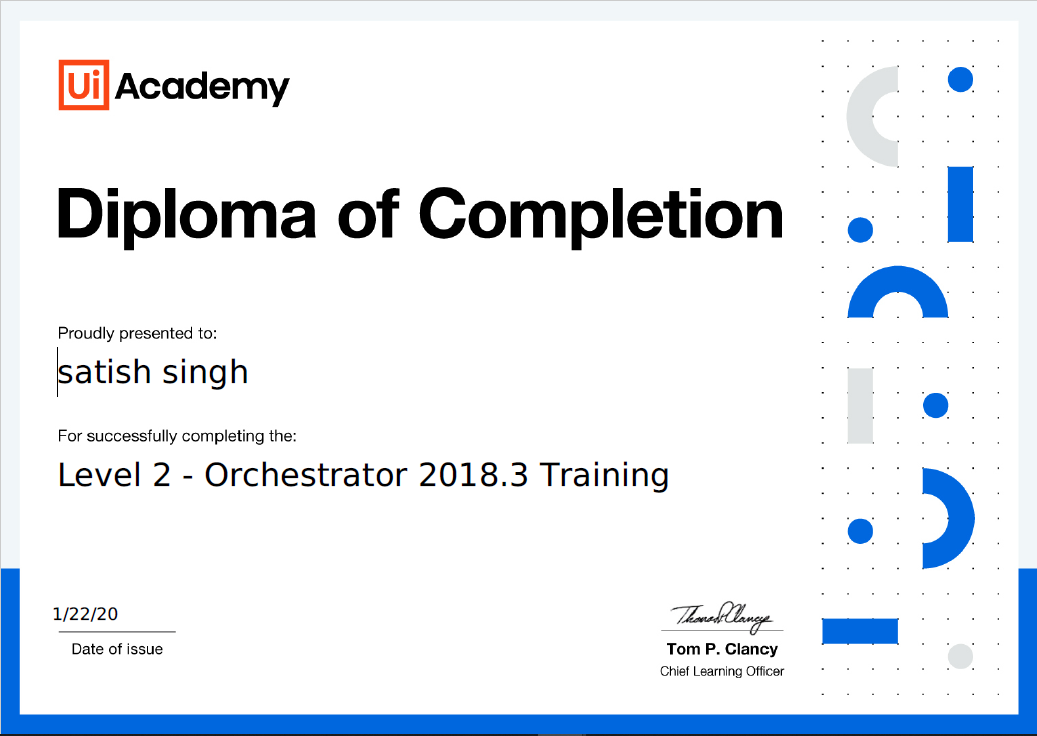 Ui Academy
Diploma of Completion
Proudly presented to:
satish singh
For successfully completing the:
Level 2 - Orchestrator 2018.3 Training
1/22/20
Date of issue
Thomas P. Clancy
Tom P. Clancy
Chief Learning Officer